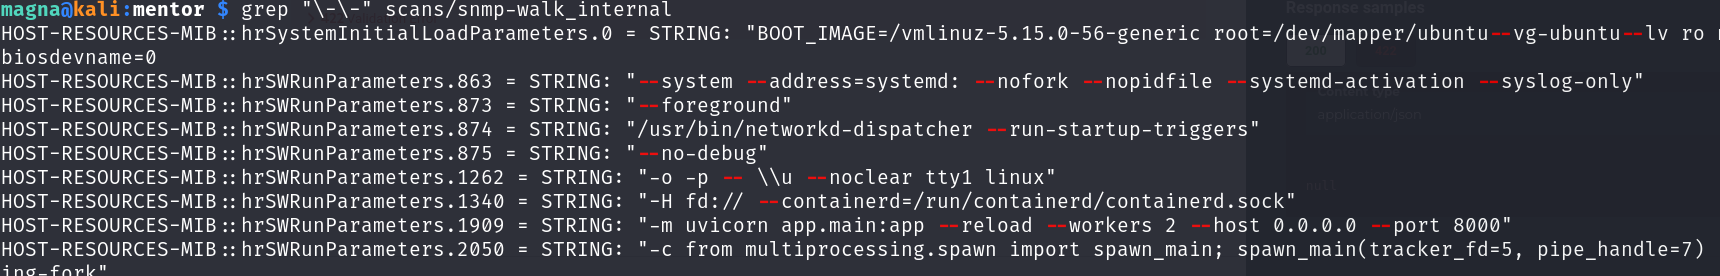 magna@kali:mentor $ grep "\-\-" scans/snmp-walk_internal
HOST-RESOURCES-MIB::hrSystemInitialLoadParameters.0 = STRING: "BOOT_IMAGE=/vmlinuz-5.15.0-56-generic root=/dev/mapper/ubuntu--vg-ubuntu--lv ro
biosdevname=0
HOST-RESOURCES-MIB::hrSWRunParameters.863 = STRING: "--system --address=systemd: --nofork --nopidfile --systemd-activation --syslog-only"
HOST-RESOURCES-MIB::hrSWRunParameters.873 = STRING: "--foreground"
HOST-RESOURCES-MIB::hrSWRunParameters.874 = STRING: "/usr/bin/networkd-dispatcher --run-startup-triggers"
HOST-RESOURCES-MIB::hrSWRunParameters.875 = STRING: "--no-debug"
HOST-RESOURCES-MIB::hrSWRunParameters.1262 = STRING: "-o -p -- \\u --noclear tty1 linux"
HOST-RESOURCES-MIB::hrSWRunParameters.1340 = STRING: "-H fd:// --containerd=/run/containerd/containerd.sock"
HOST-RESOURCES-MIB::hrSWRunParameters.1909 = STRING: "-m uvicorn app.main:app --reload --workers 2 --host 0.0.0.0 --port 8000"
HOST-RESOURCES-MIB::hrSWRunParameters.2050 = STRING: "-c from multiprocessing.spawn import spawn_main; spawn_main(tracker_fd=5, pipe_handle=7)
ing-fork"
Response samples
200
application/json
null